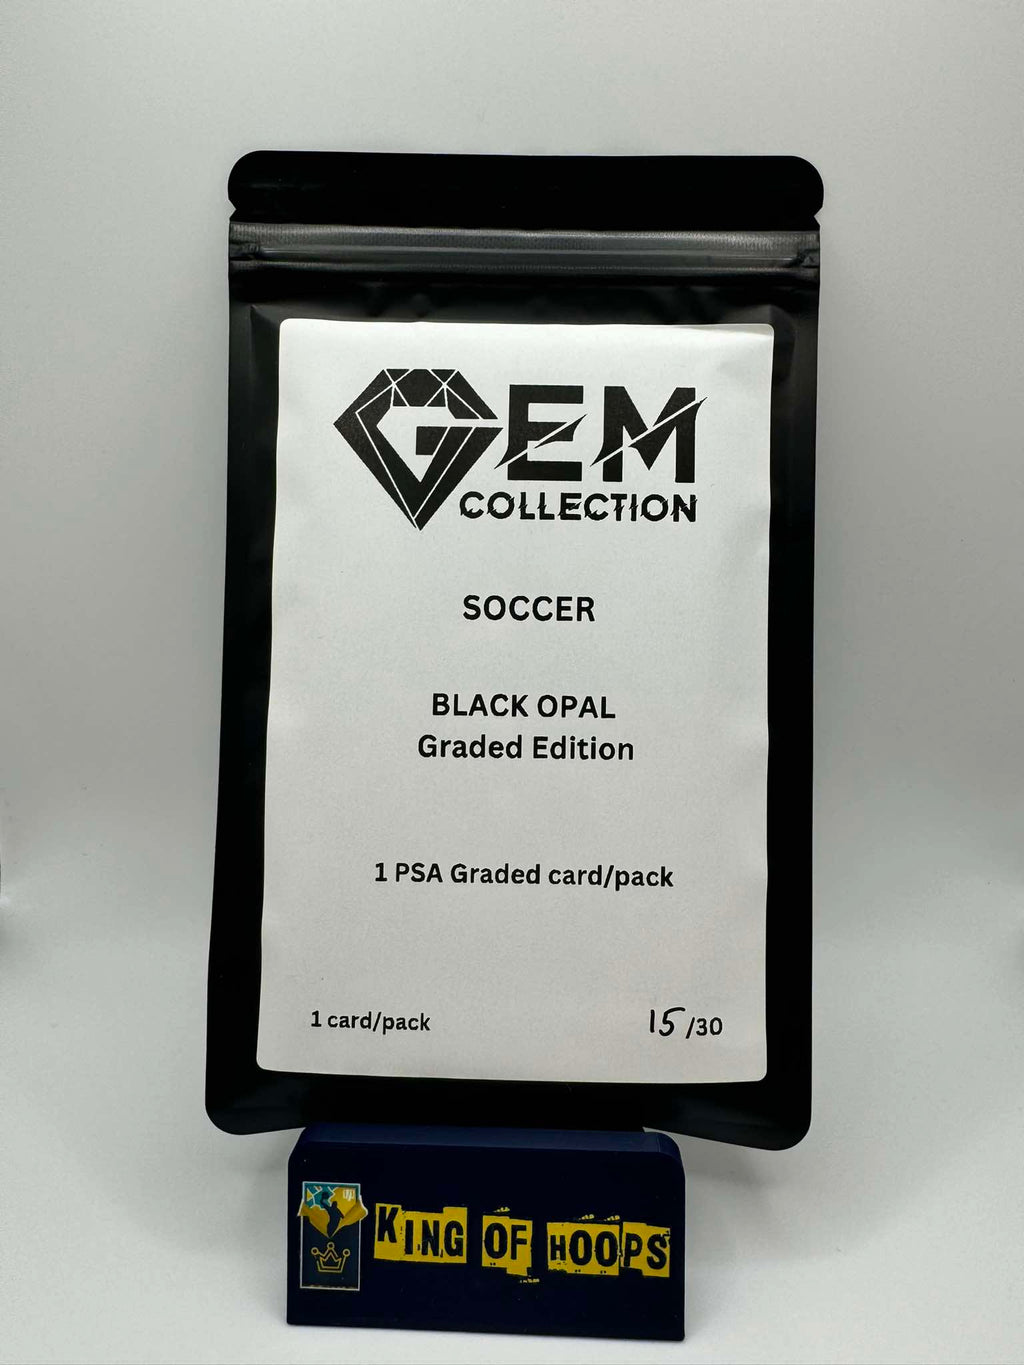 GEM
COLLECTION
SOCCER
BLACK OPAL
Graded Edition
1 PSA Graded card/pack
1 card/pack
15/30
KING OF HOOPS